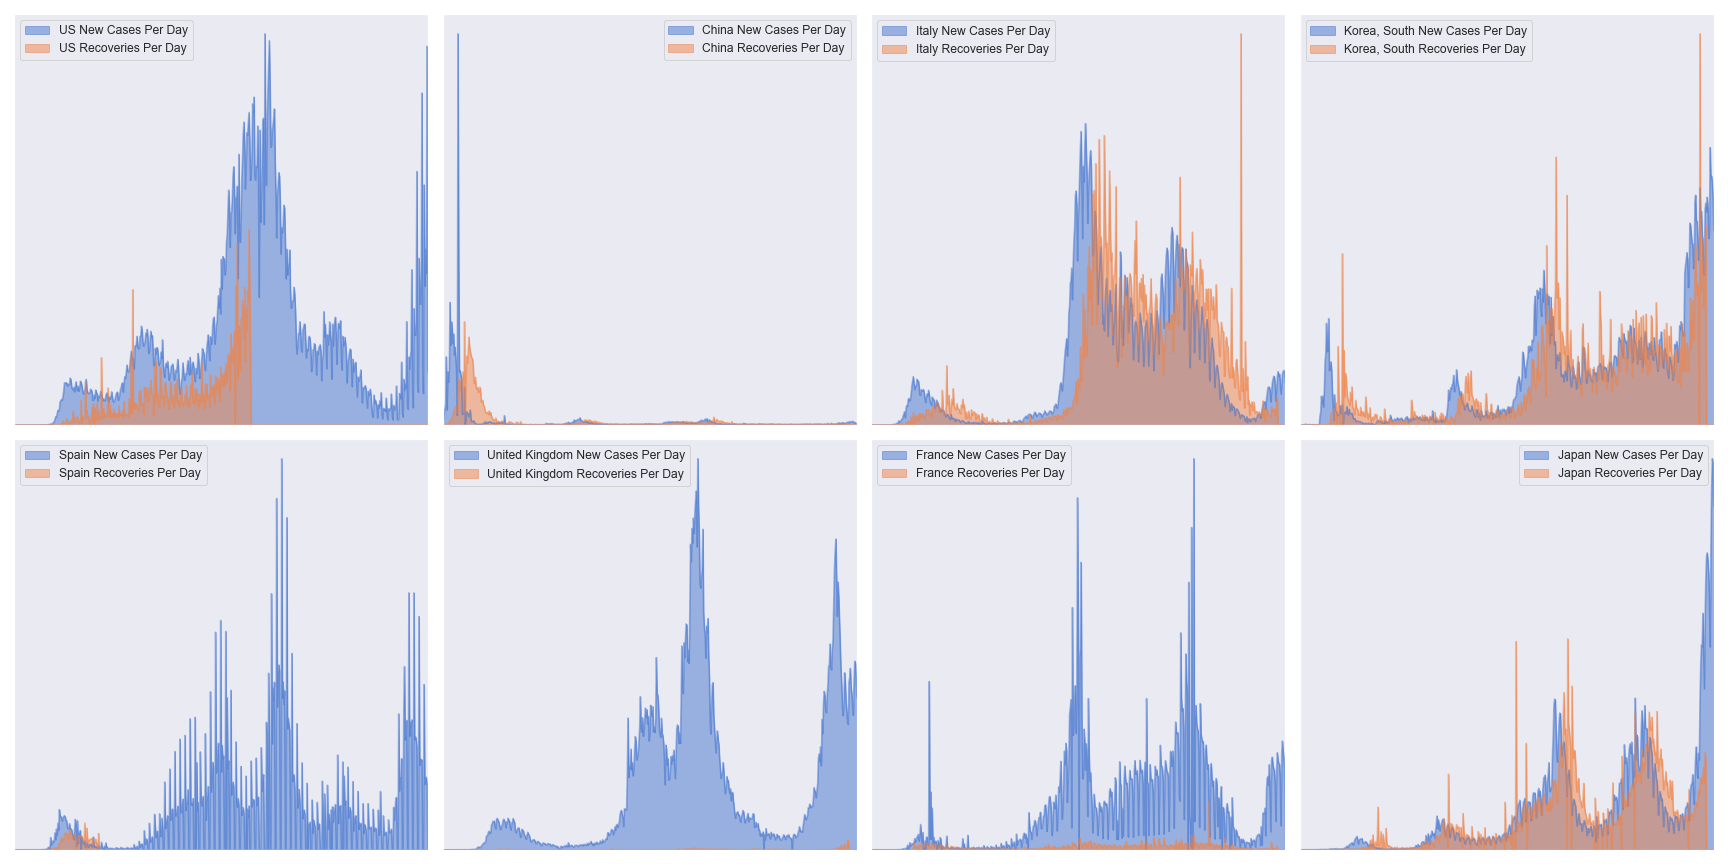 US New Cases Per Day
US Recoveries Per Day
China New Cases Per Day
China Recoveries Per Day
Italy New Cases Per Day
Italy Recoveries Per Day
Korea, South New Cases Per Day
Korea, South Recoveries Per Day
Spain New Cases Per Day
Spain Recoveries Per Day
United Kingdom New Cases Per Day
United Kingdom Recoveries Per Day
France New Cases Per Day
France Recoveries Per Day
Japan New Cases Per Day
Japan Recoveries Per Day